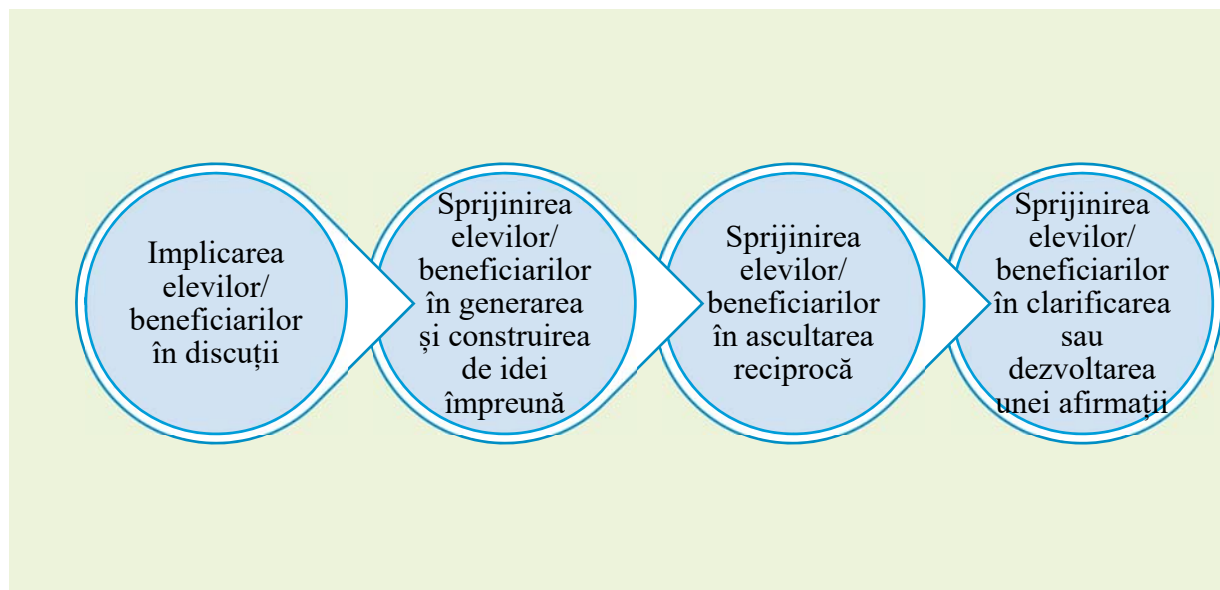 Implicarea
elevilor/
beneficiarilor
în discuții
Sprijinirea
elevilor/
beneficiarilor
în generarea
și construirea
de idei
împreună
Sprijinirea
elevilor/
beneficiarilor
în ascultarea
reciprocă
Sprijinirea
elevilor/
beneficiarilor
în clarificarea
sau
dezvoltarea
unei afirmații